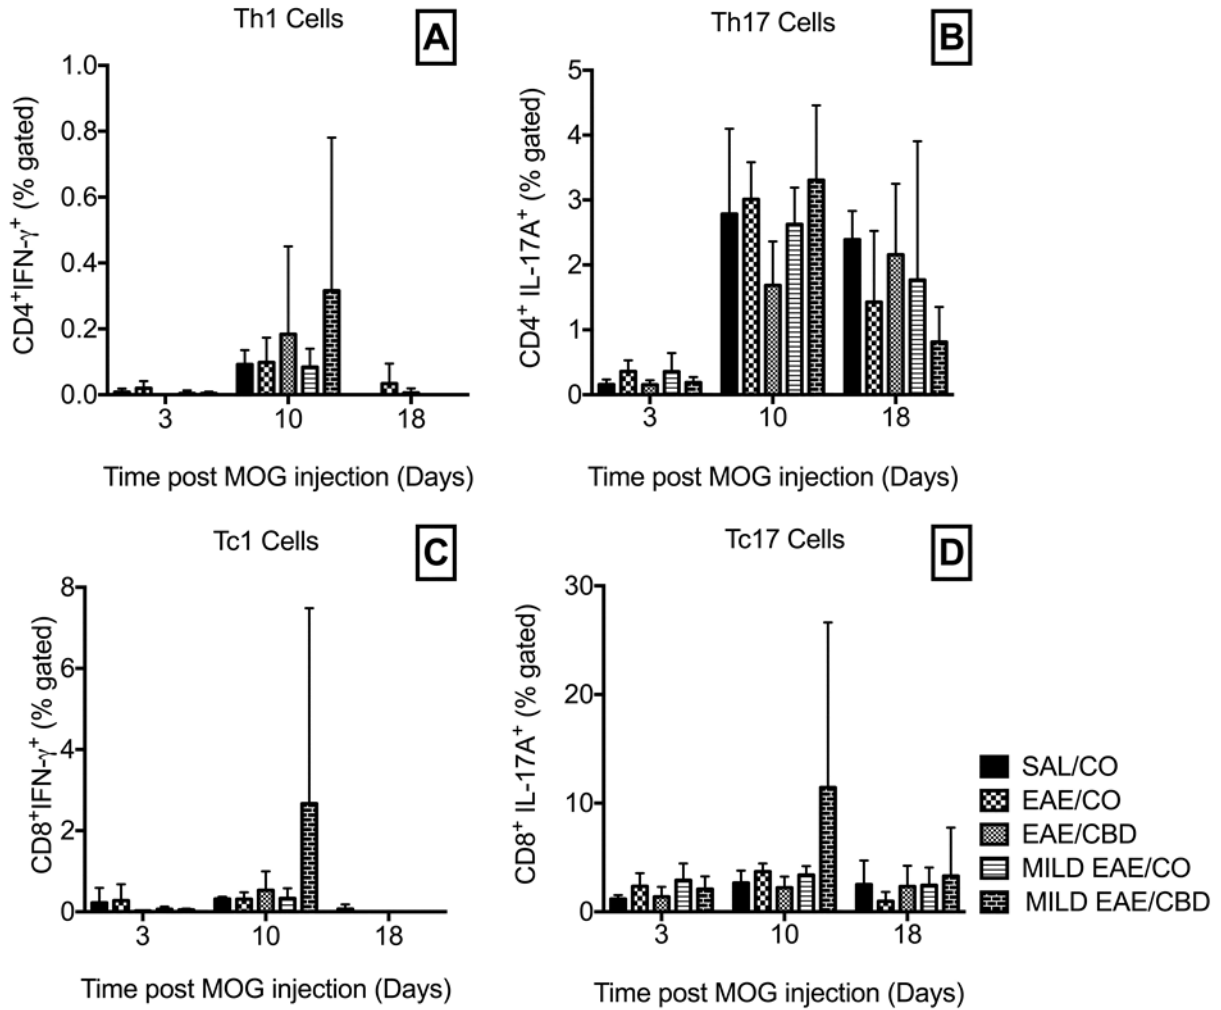 Th1 Cells
A
CD4+IFN-γ+ (% gated)
1.0
0.8
0.6
0.4
0.2
0.0
3 10 18
Time post MOG injection (Days)
Th17 Cells
B
CD4+ IL-17A+ (% gated)
5
4
3
2
1
0
3 10 18
Time post MOG injection (Days)
Tc1 Cells
C
CD8+IFN-γ+ (% gated)
8
6
4
2
0
3 10 18
Time post MOG injection (Days)
Tc17 Cells
D
CD8+ IL-17A+ (% gated)
30
20
10
0
3 10 18
Time post MOG injection (Days)
SAL/CO
EAE/CO
EAE/CBD
MILD EAE/CO
MILD EAE/CBD